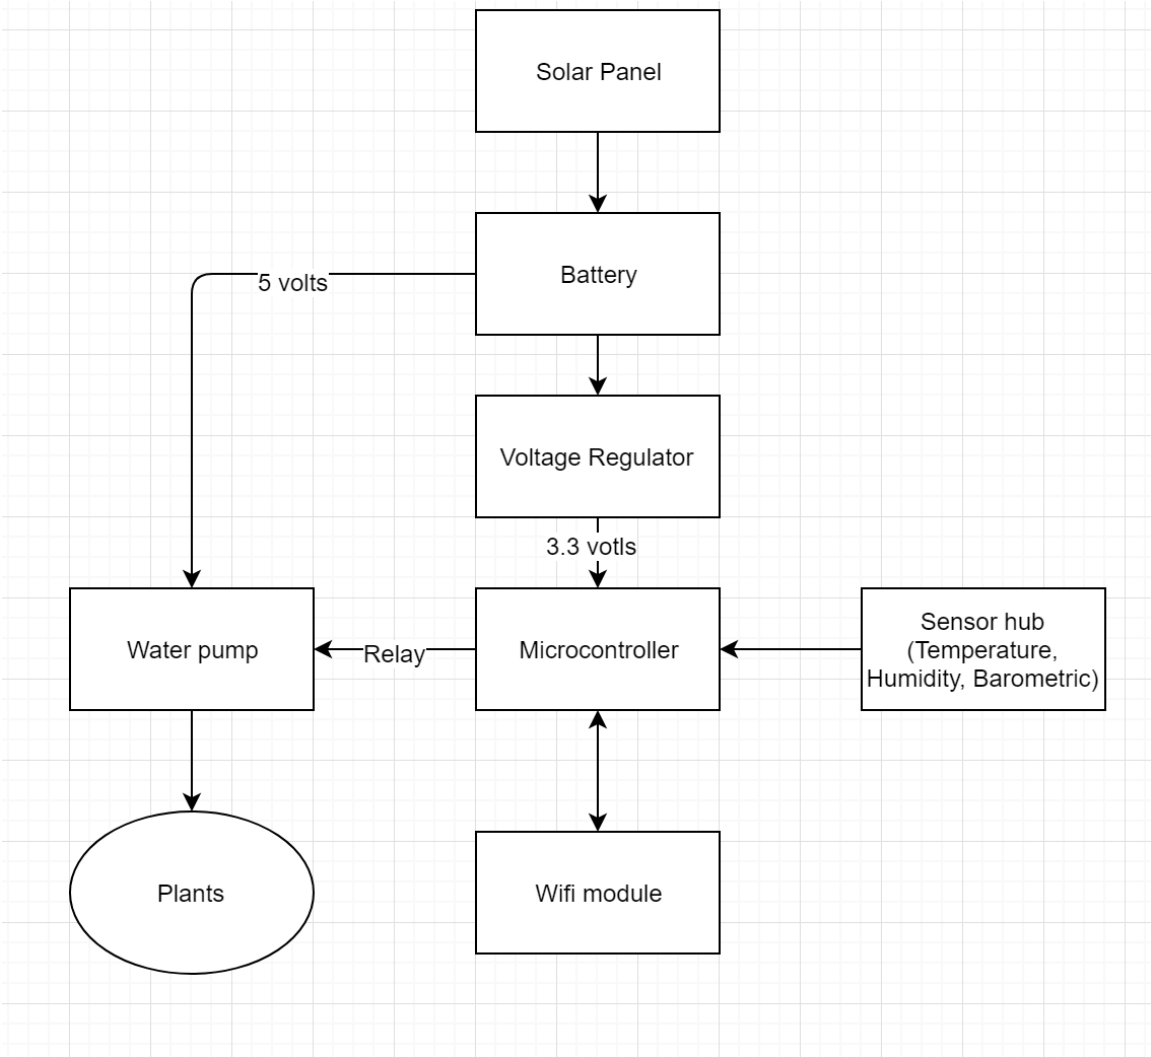 Solar Panel
Battery
5 volts
Voltage Regulator
3.3 votls
Water pump
Relay
Microcontroller
Sensor hub
(Temperature,
Humidity, Barometric)
Plants
Wifi module